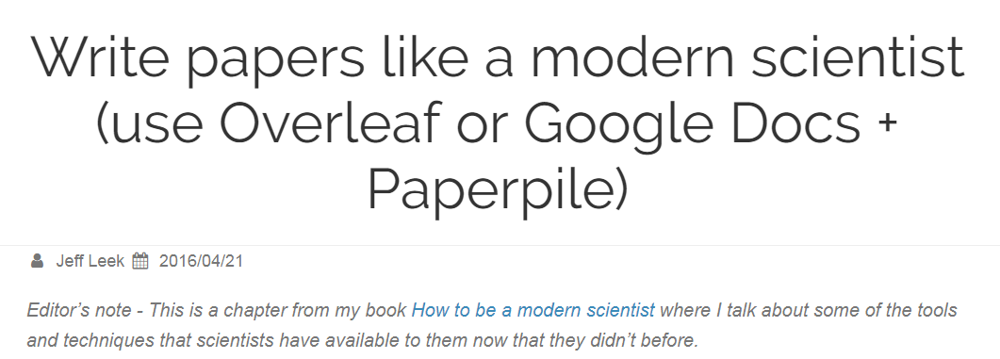 Write papers like a modern scientist
(use Overleaf or Google Docs +
Paperpile)
Jeff Leek 2016/04/21
Editor’s note - This is a chapter from my book How to be a modern scientist where I talk about some of the tools
and techniques that scientists have available to them now that they didn’t before.